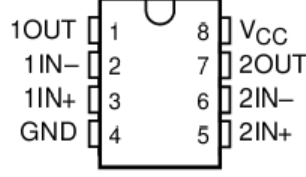 1OUT 1 8 VCC
1IN− 2 7 2OUT
1IN+ 3 6 2IN−
GND 4 5 2IN+